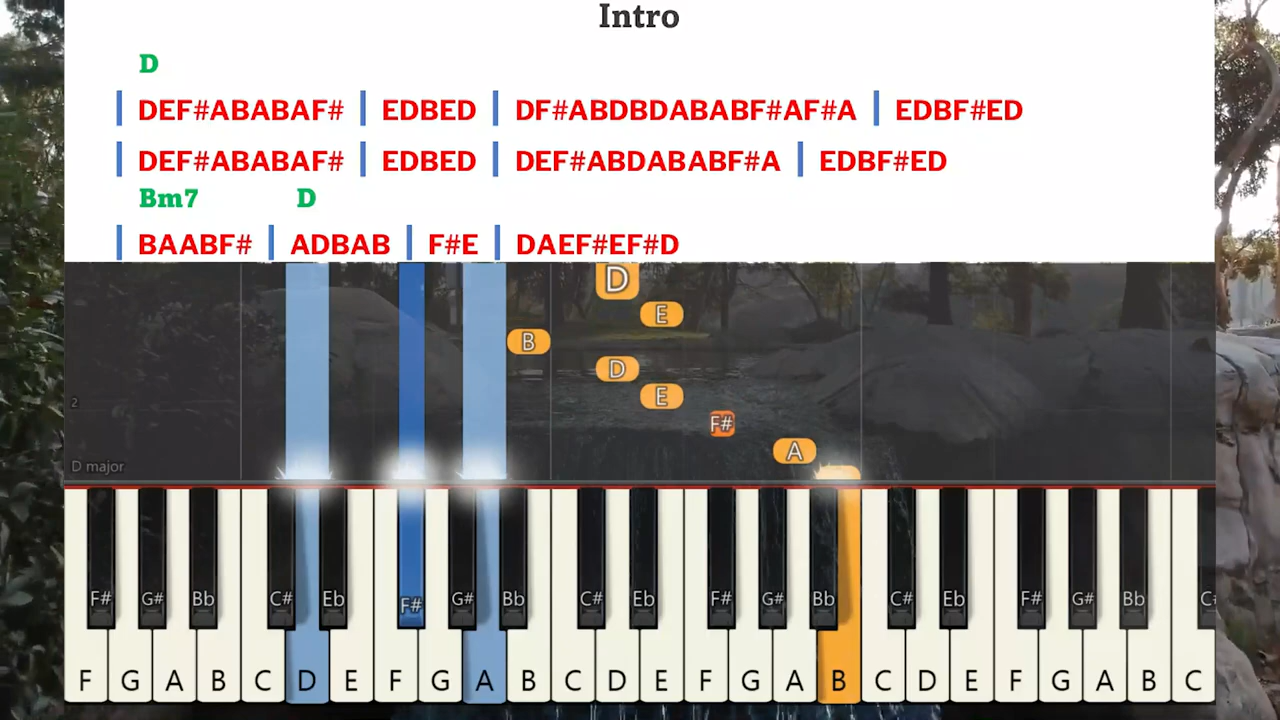 Intro
D
| DEF#ABABAF# | EDBED | DF#ABDBDABABF#AF#A | EDBF#ED
| DEF#ABABAF# | EDBED | DEF#ABDABABF#A | EDBF#ED
Bm7 D
| BAABF# | ADBAB | F#E | DAEF#EF#D
D
E
B
D
E
2
F#
A
D major
F# G# Bb C# Eb F# G# Bb C# Eb F# G# Bb C# Eb F# G# Bb C#
F G A B C D E F G A B C D E F G A B C D E F G A B C